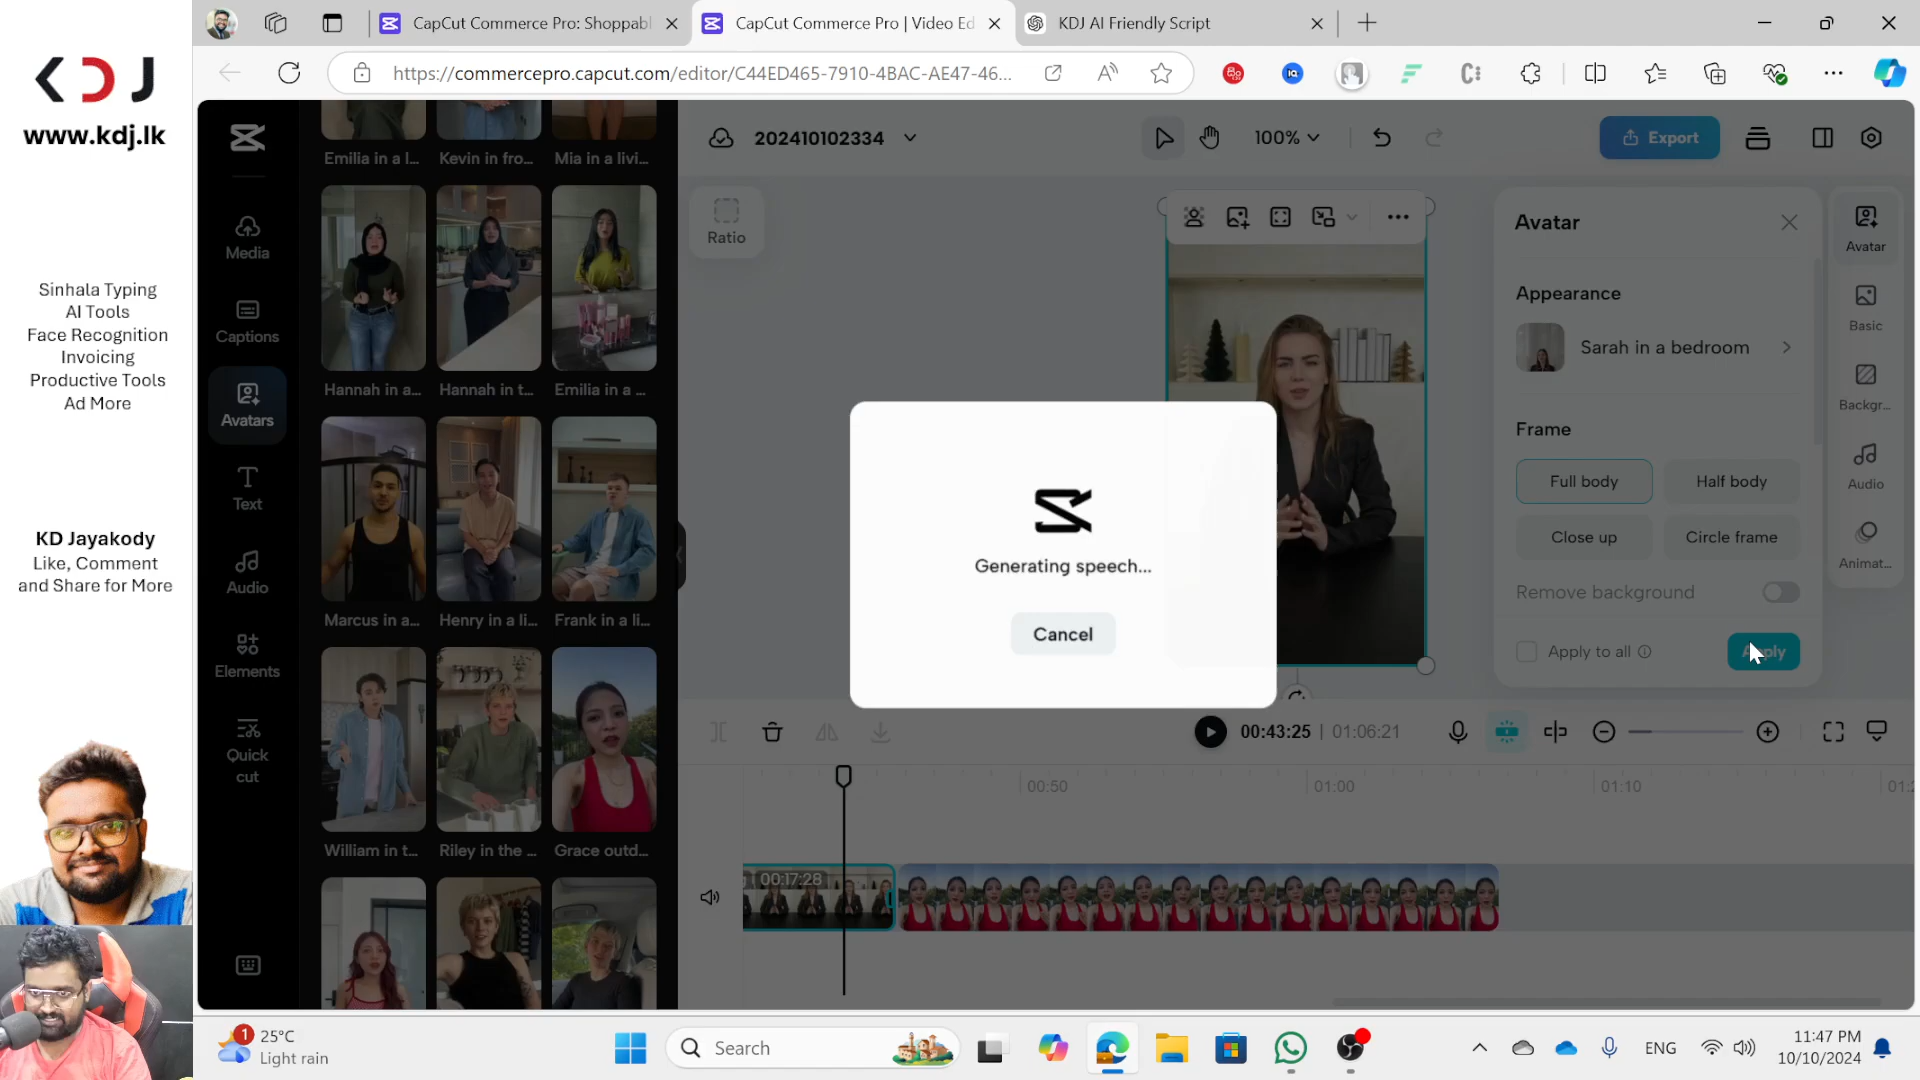 KDJ
www.kdj.lk
Sinhala Typing
AI Tools
Face Recognition
Invoicing
Productive Tools
Ad More
KD Jayakody
Like, Comment
and Share for More
CapCut Commerce Pro: Shoppabl
CapCut Commerce Pro | Video Ed
KDJ AI Friendly Script
https://commercepro.capcut.com/editor/C44ED465-7910-4BAC-AE47-46...
Media
Captions
Avatars
Text
Audio
Elements
Quick
cut
Emilia in a l...
Kevin in fro...
Mia in a livi...
Hannah in a...
Hannah in t...
Emilia in a ...
Marcus in a...
Henry in a li...
Frank in a li...
William in t...
Riley in the ...
Grace outd...
202410102334
100%
Export
Ratio
Generating speech...
Cancel
Avatar
Appearance
Sarah in a bedroom
Frame
Full body
Half body
Close up
Circle frame
Remove background
Apply to all
Apply
Avatar
Basic
Backgr...
Audio
Animat...
00:43:25 | 01:06:21
00:50
01:00
01:10
00:17:28
1
25°C
Light rain
Search
ENG
11:47 PM
10/10/2024